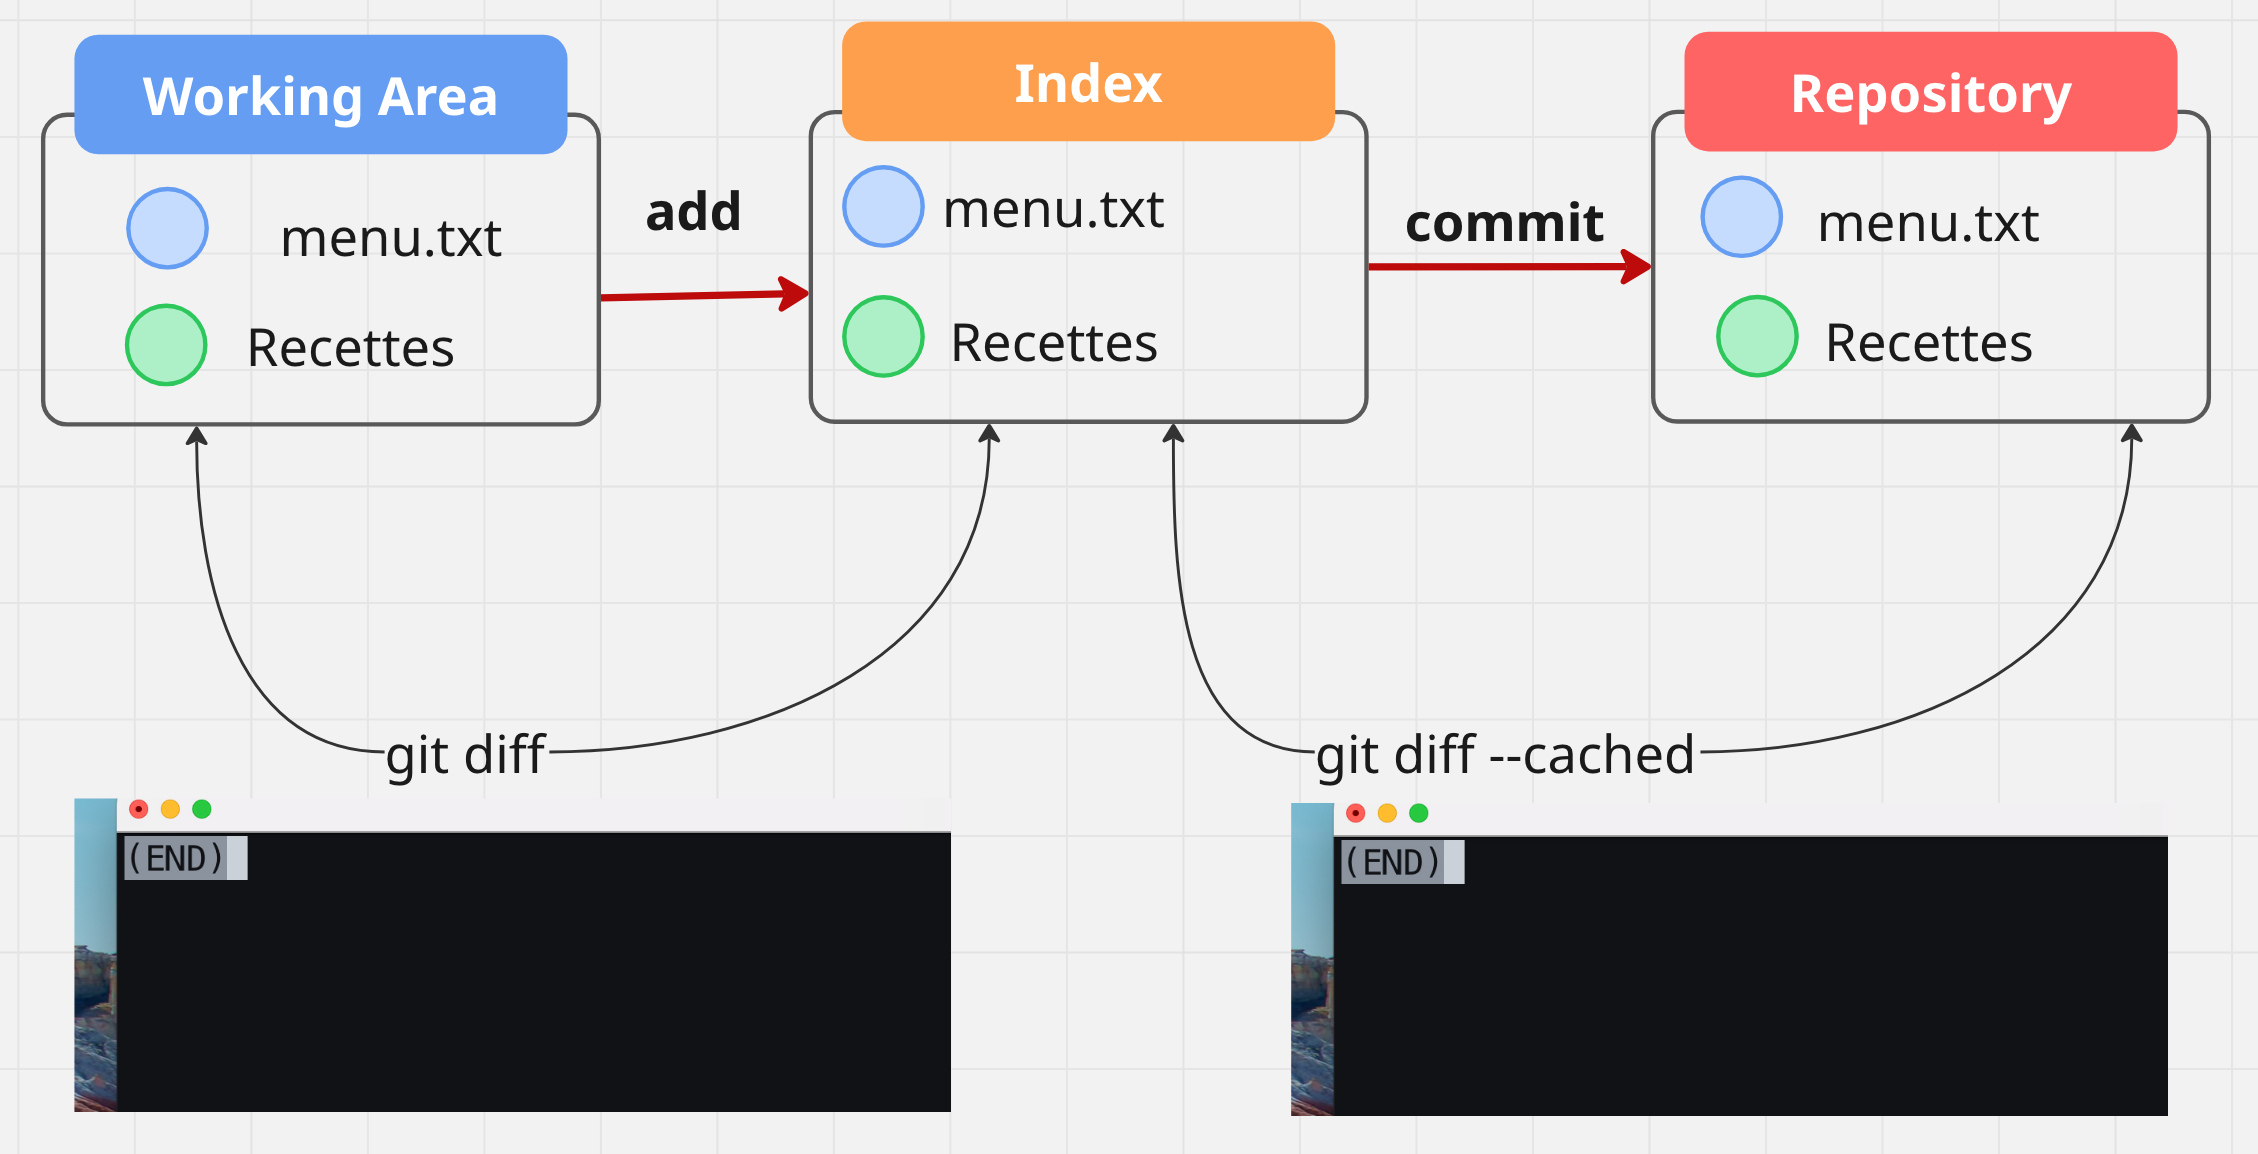 Working Area
Index
Repository
menu.txt
Recettes
add
menu.txt
Recettes
commit
menu.txt
Recettes
git diff
git diff --cached
(END)
(END)